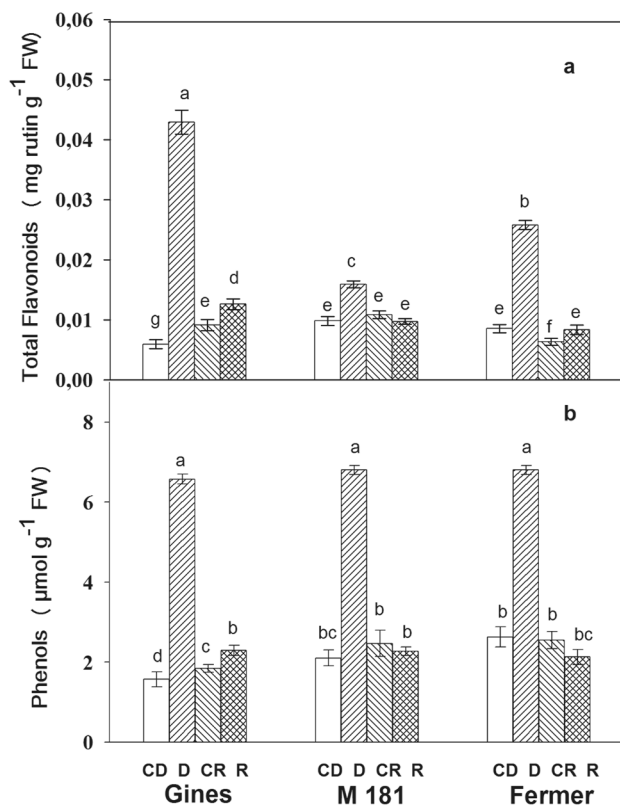 Total Flavonoids ( mg rutin g-1 FW)
0,06
0,05
0,04
0,03
0,02
0,01
0,00
a
g a e d
e c e e
e b f e
Phenols ( µmol g-1 FW)
8
6
4
2
0
b
d a c b
bc a b b
b a b bc
CD D CR R CD D CR R CD D CR R
Gines M 181 Fermer